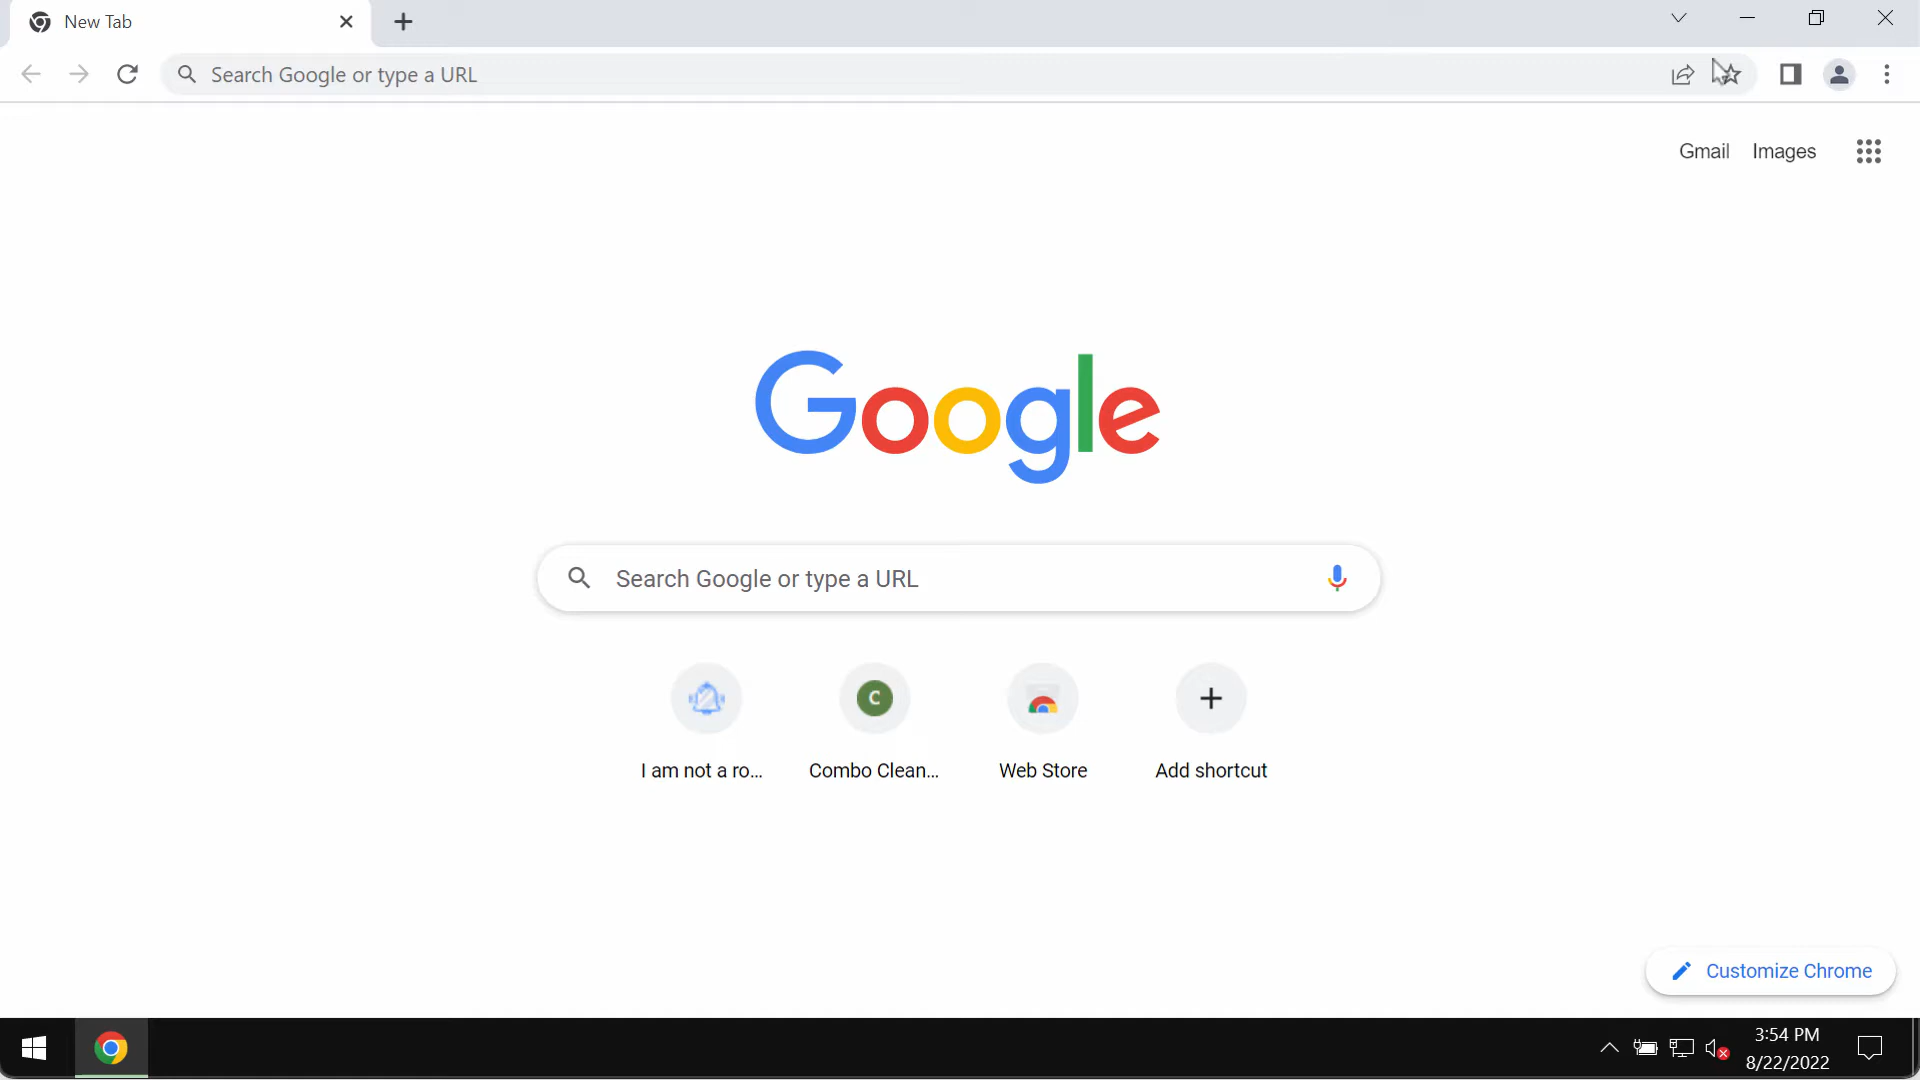 New Tab
Search Google or type a URL
Gmail Images
Google
Search Google or type a URL
I am not a ro... Combo Clean... Web Store Add shortcut
C
Customize Chrome
3:54 PM
8/22/2022